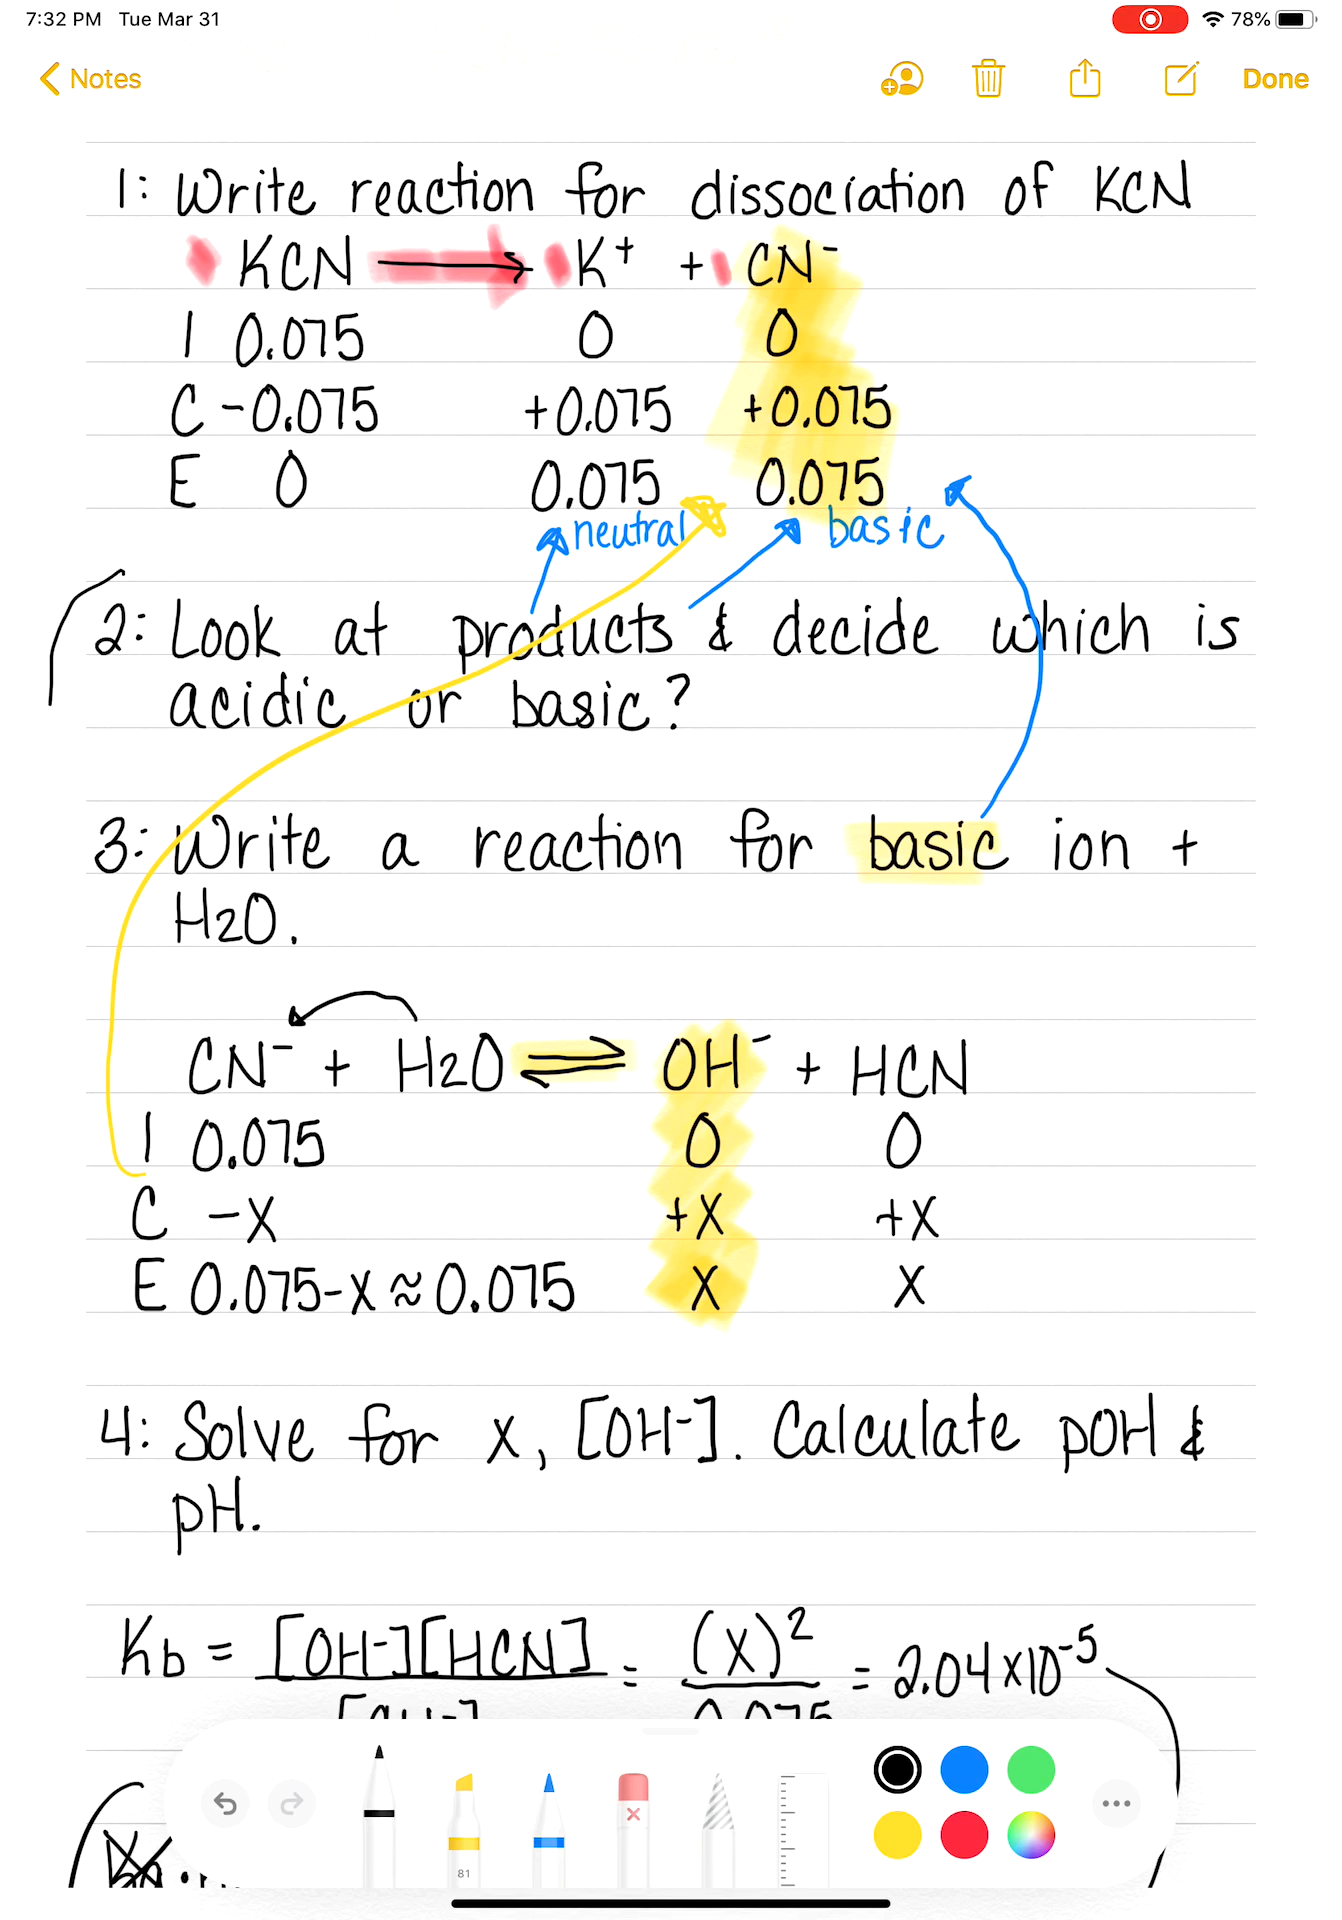 7:32 PM Tue Mar 31 78%
Notes Done
1: Write reaction for dissociation of KCN
KCN → K⁺ + CN⁻
I 0.075 0 0
C -0.075 +0.075 +0.075
E 0 0.075 0.075
neutral basic
2: Look at products & decide which is
acidic or basic?
3: Write a reaction for basic ion +
H2O.
CN⁻ + H2O ⇌ OH⁻ + HCN
I 0.075 0 0
C -X +X +X
E 0.075-X ≈ 0.075 X X
4: Solve for x, [OH⁻]. Calculate pOH &
pH.
Kb = [OH⁻][HCN] = (X)² = 2.04x10⁻⁵
0.075
81